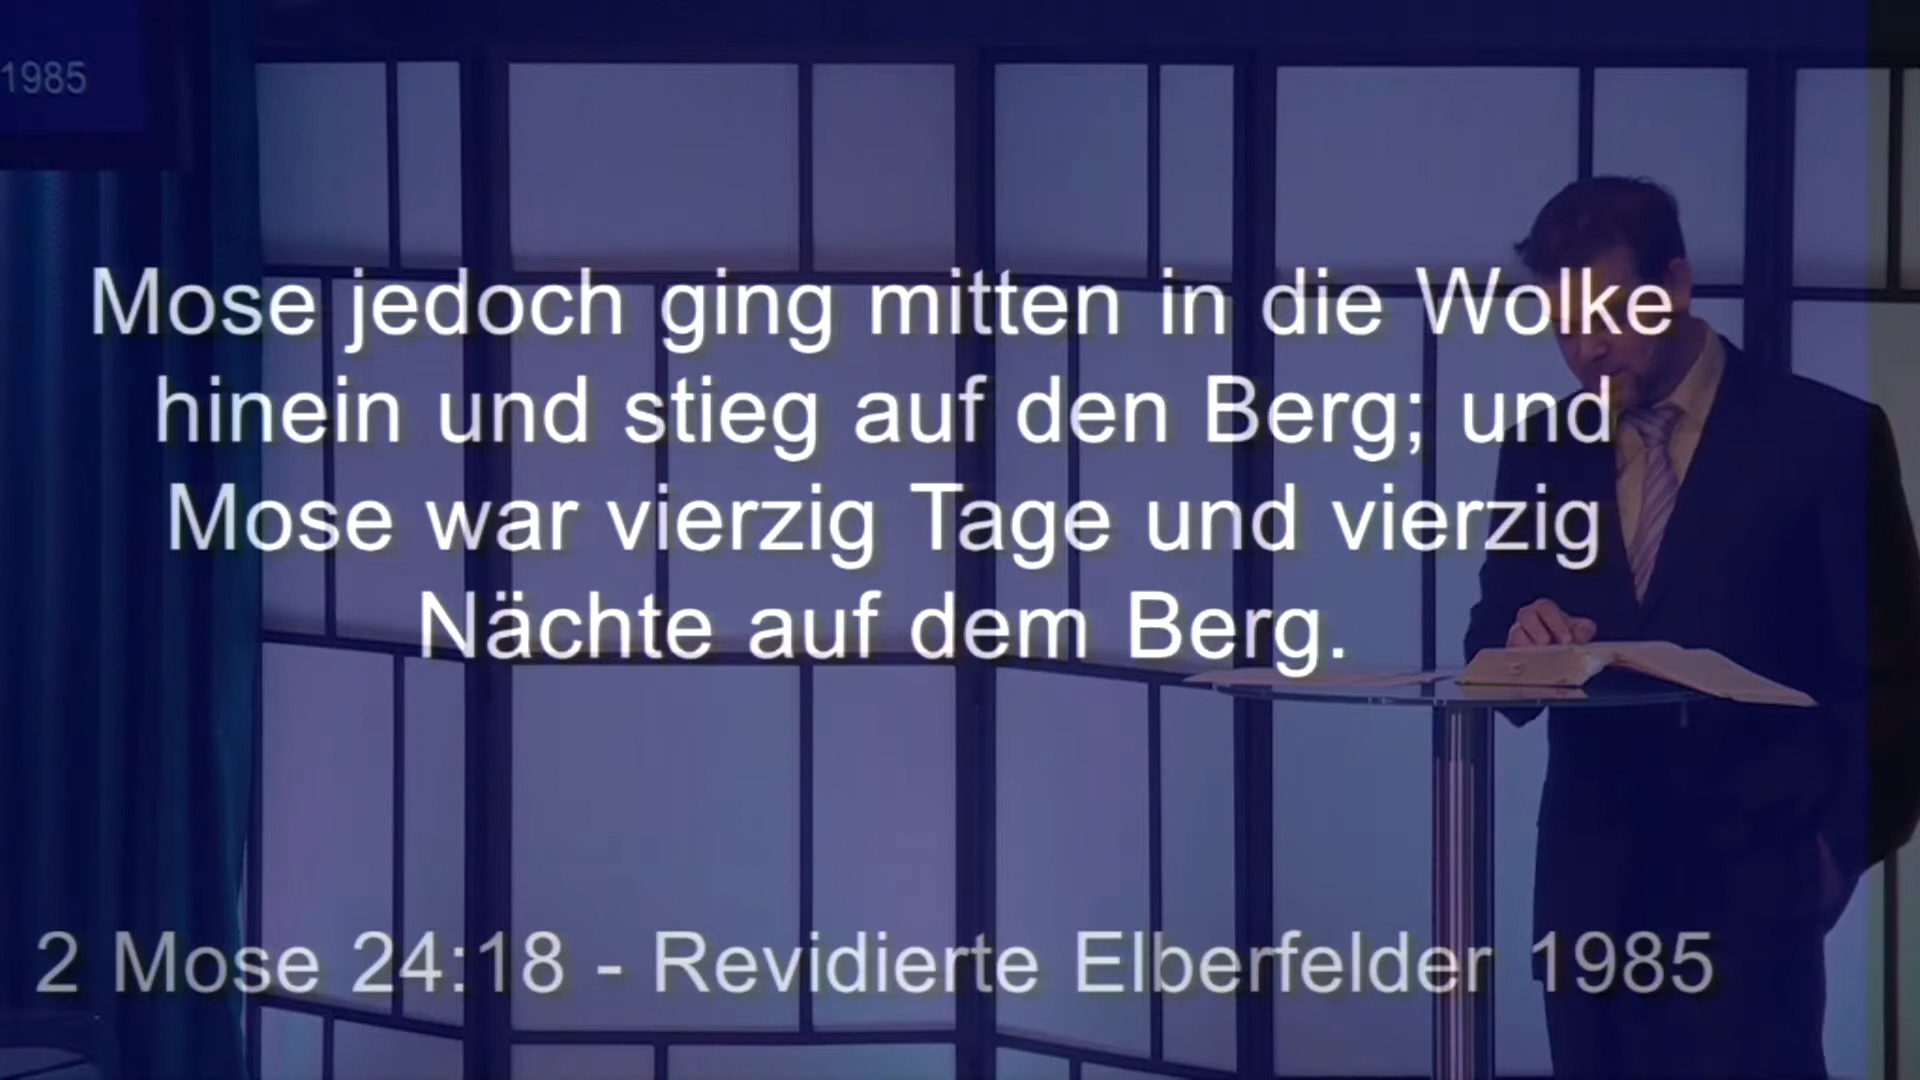 1985
Mose jedoch ging mitten in die Wolke
hinein und stieg auf den Berg; und
Mose war vierzig Tage und vierzig
Nächte auf dem Berg.
2 Mose 24:18 - Revidierte Elberfelder 1985